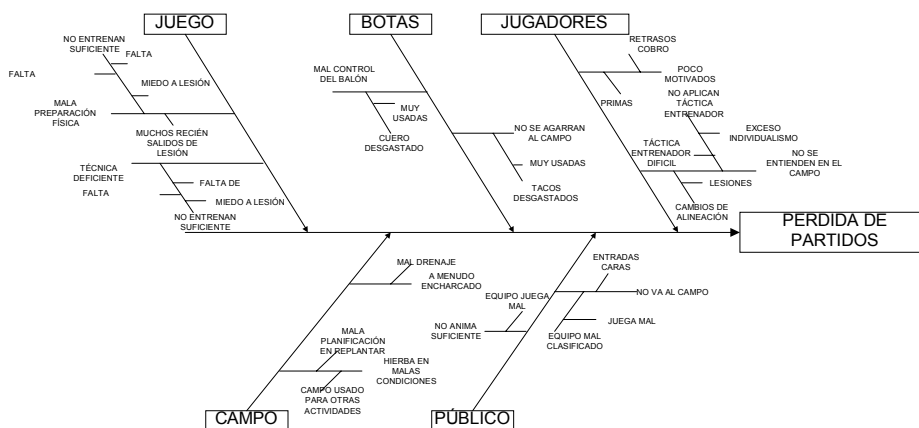 JUEGO
BOTAS
JUGADORES
NO ENTRENAN
SUFICIENTE
FALTA
FALTA
MIEDO A LESIÓN
MALA
PREPARACIÓN
FÍSICA
MUCHOS RECIÉN
SALIDOS DE
LESIÓN
TÉCNICA
DEFICIENTE
FALTA DE
FALTA
MIEDO A LESIÓN
NO ENTRENAN
SUFICIENTE
MAL CONTROL
DEL BALÓN
MUY
USADAS
CUERO
DESGASTADO
NO SE AGARRAN
AL CAMPO
MUY USADAS
TACOS
DESGASTADOS
RETRASOS
COBRO
POCO
MOTIVADOS
PRIMAS
NO APLICAN
TÁCTICA
ENTRENADOR
EXCESO
INDIVIDUALISMO
TÁCTICA
ENTRENADOR
DIFICIL
NO SE
ENTIENDEN EN EL
CAMPO
LESIONES
CAMBIOS DE
ALINEACIÓN
PERDIDA DE
PARTIDOS
MAL DRENAJE
A MENUDO
ENCHARCADO
MALA
PLANIFICACIÓN
EN REPLANTAR
HIERBA EN
MALAS
CONDICIONES
CAMPO USADO
PARA OTRAS
ACTIVIDADES
EQUIPO JUEGA
MAL
NO ANIMA
SUFICIENTE
ENTRADAS
CARAS
NO VA AL CAMPO
JUEGA MAL
EQUIPO MAL
CLASIFICADO
CAMPO
PÚBLICO